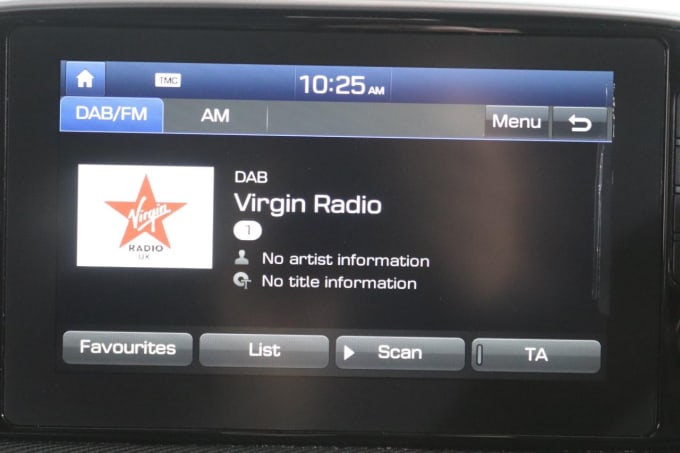 TMC
10:25 AM
DAB/FM
AM
Menu
Virgin
RADIO
UK
DAB
Virgin Radio
1
No artist information
No title information
Favourites
List
Scan
TA